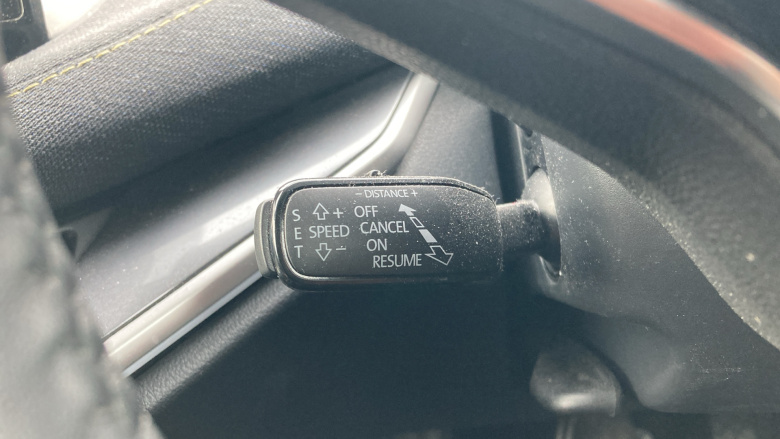 - DISTANCE +
S + OFF
E SPEED CANCEL
T - ON
RESUME